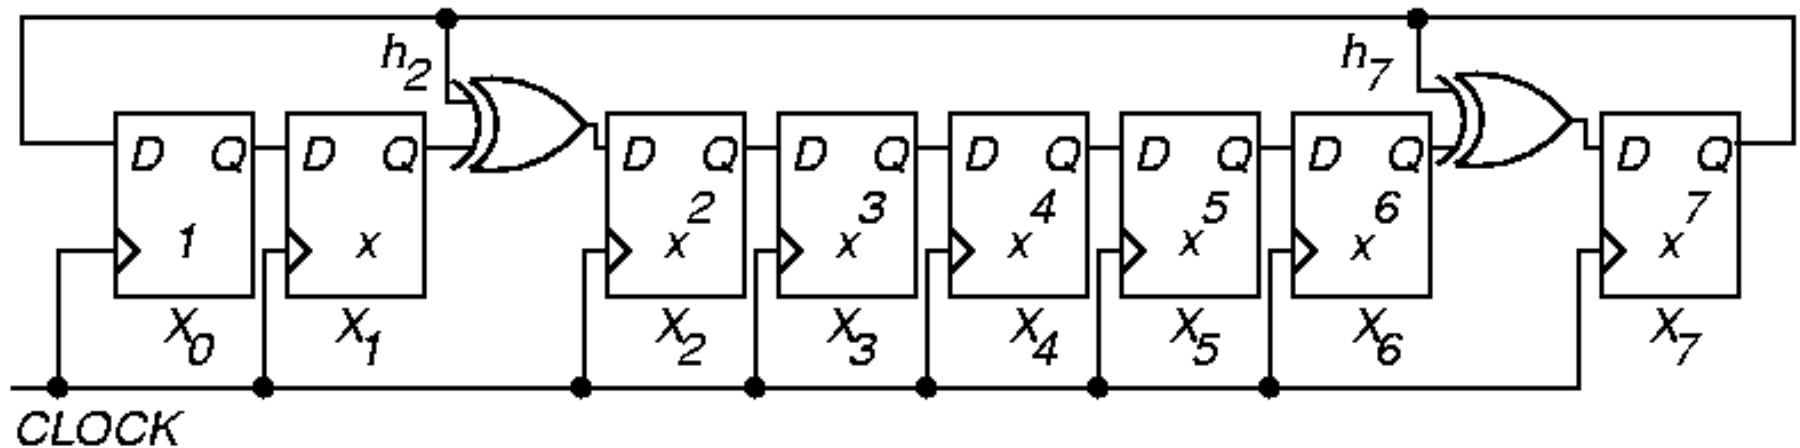 h2 h7
D Q D Q D Q D Q D Q D Q D Q D Q
1 x x2 x3 x4 x5 x6 x7
X0 X1 X2 X3 X4 X5 X6 X7
CLOCK